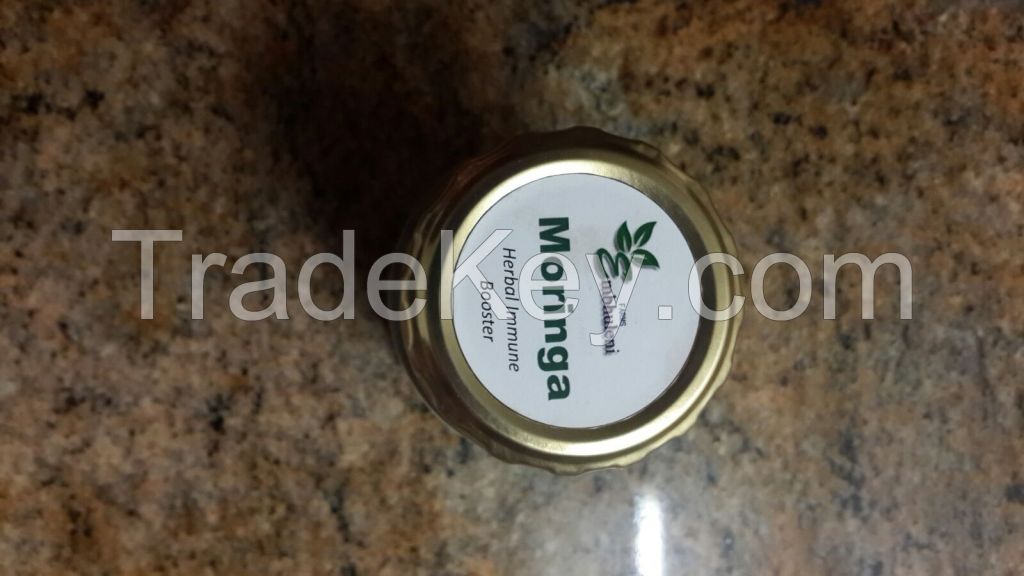 Moringa
Herbal Immune
Booster
TradeKey.com